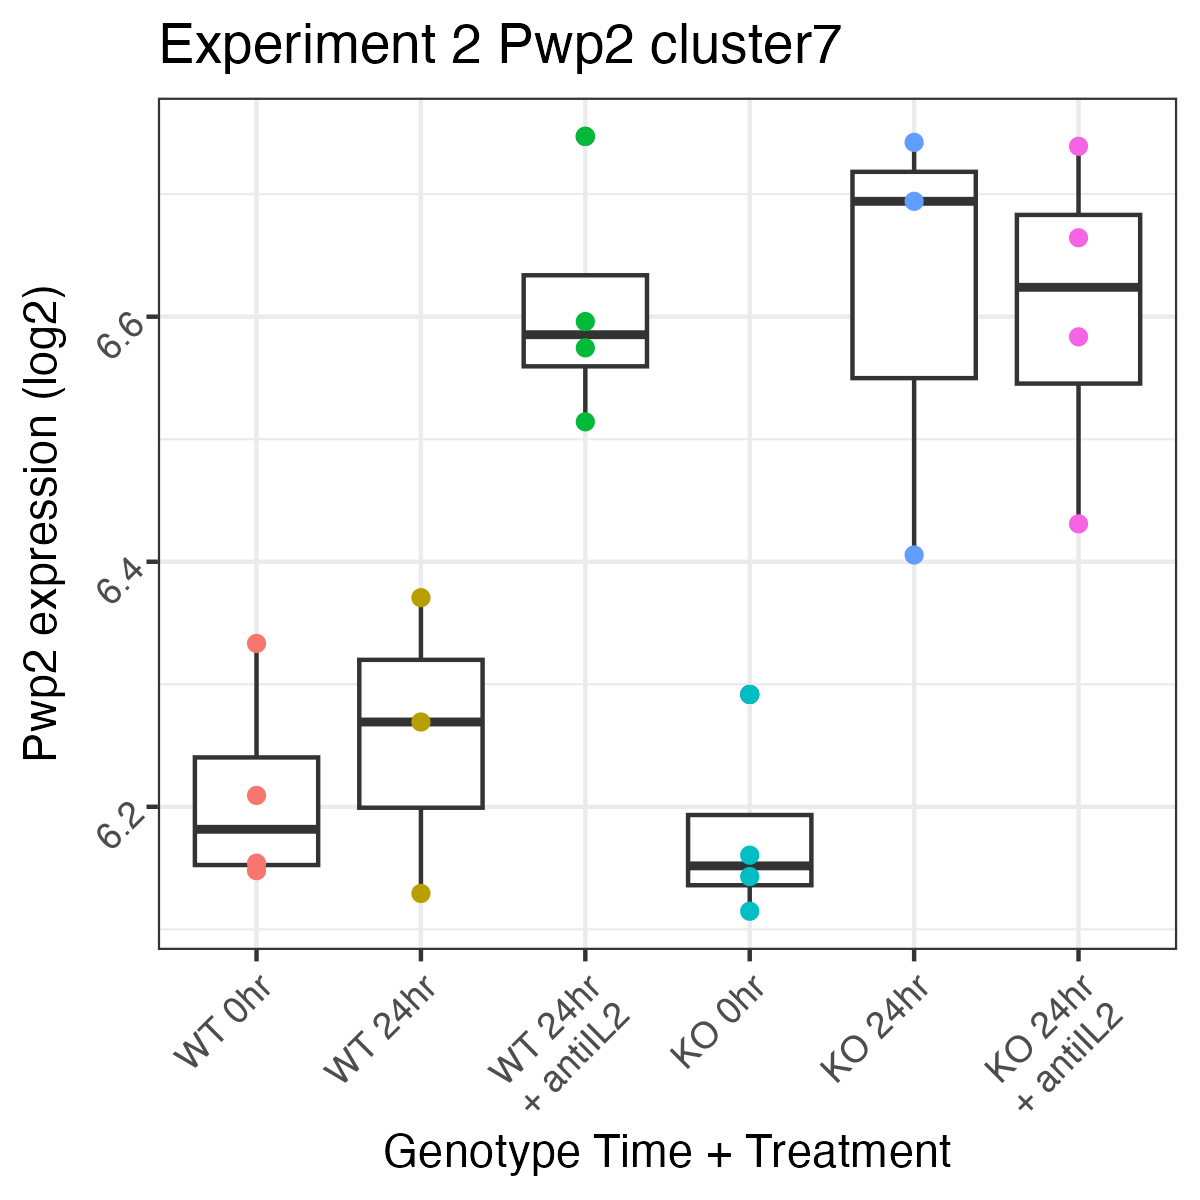 Experiment 2 Pwp2 cluster7
Pwp2 expression (log2)
6.6
6.4
6.2
WT 0hr
WT 24hr
WT 24hr
+ antiIL2
KO 0hr
KO 24hr
KO 24hr
+ antiIL2
Genotype Time + Treatment